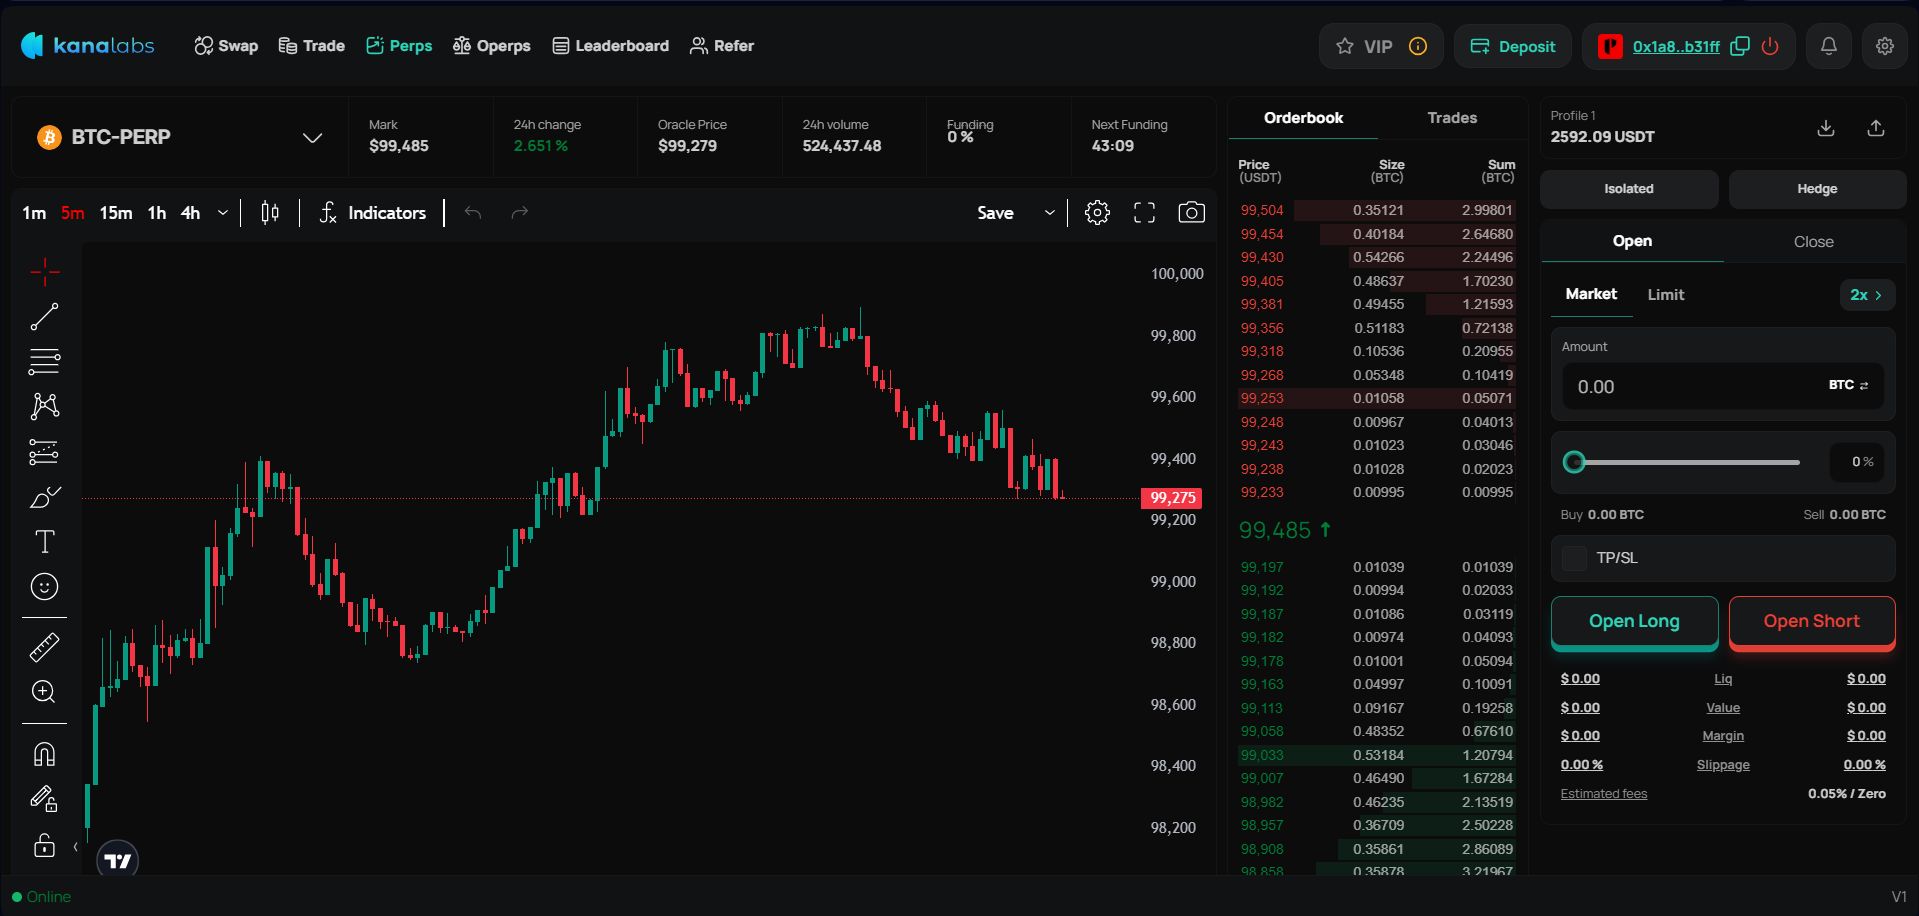 kanalabs Swap Trade Perps Operps Leaderboard Refer VIP Deposit 0x1a8..b31ff
BTC-PERP
Mark
$99,485
24h change
2.651 %
Oracle Price
$99,279
24h volume
524,437.48
Funding
0 %
Next Funding
43:09
1m 5m 15m 1h 4h Indicators Save
100,000
99,800
99,600
99,400
99,275
99,200
99,000
98,800
98,600
98,400
98,200
Orderbook Trades
Price Size Sum
(USDT) (BTC) (BTC)
99,504 0.35121 2.99801
99,454 0.40184 2.64680
99,430 0.54266 2.24496
99,405 0.48637 1.70230
99,381 0.49455 1.21593
99,356 0.51183 0.72138
99,318 0.10536 0.20955
99,268 0.05348 0.10419
99,253 0.01058 0.05071
99,248 0.00967 0.04013
99,243 0.01023 0.03046
99,238 0.01028 0.02023
99,233 0.00995 0.00995
99,485 ↑
99,197 0.01039 0.01039
99,192 0.00994 0.02033
99,187 0.01086 0.03119
99,182 0.00974 0.04093
99,178 0.01001 0.05094
99,163 0.04997 0.10091
99,113 0.09167 0.19258
99,058 0.48352 0.67610
99,033 0.53184 1.20794
99,007 0.46490 1.67284
98,982 0.46235 2.13519
98,957 0.36709 2.50228
98,908 0.35861 2.86089
98,858 0.35878 3.21967
Profile 1
2592.09 USDT
Isolated Hedge
Open Close
Market Limit 2x >
Amount
0.00 BTC
0 %
Buy 0.00 BTC Sell 0.00 BTC
TP/SL
Open Long Open Short
$ 0.00 Liq $ 0.00
$ 0.00 Value $ 0.00
$ 0.00 Margin $ 0.00
0.00 % Slippage 0.00 %
Estimated fees 0.05% / Zero
Online V1